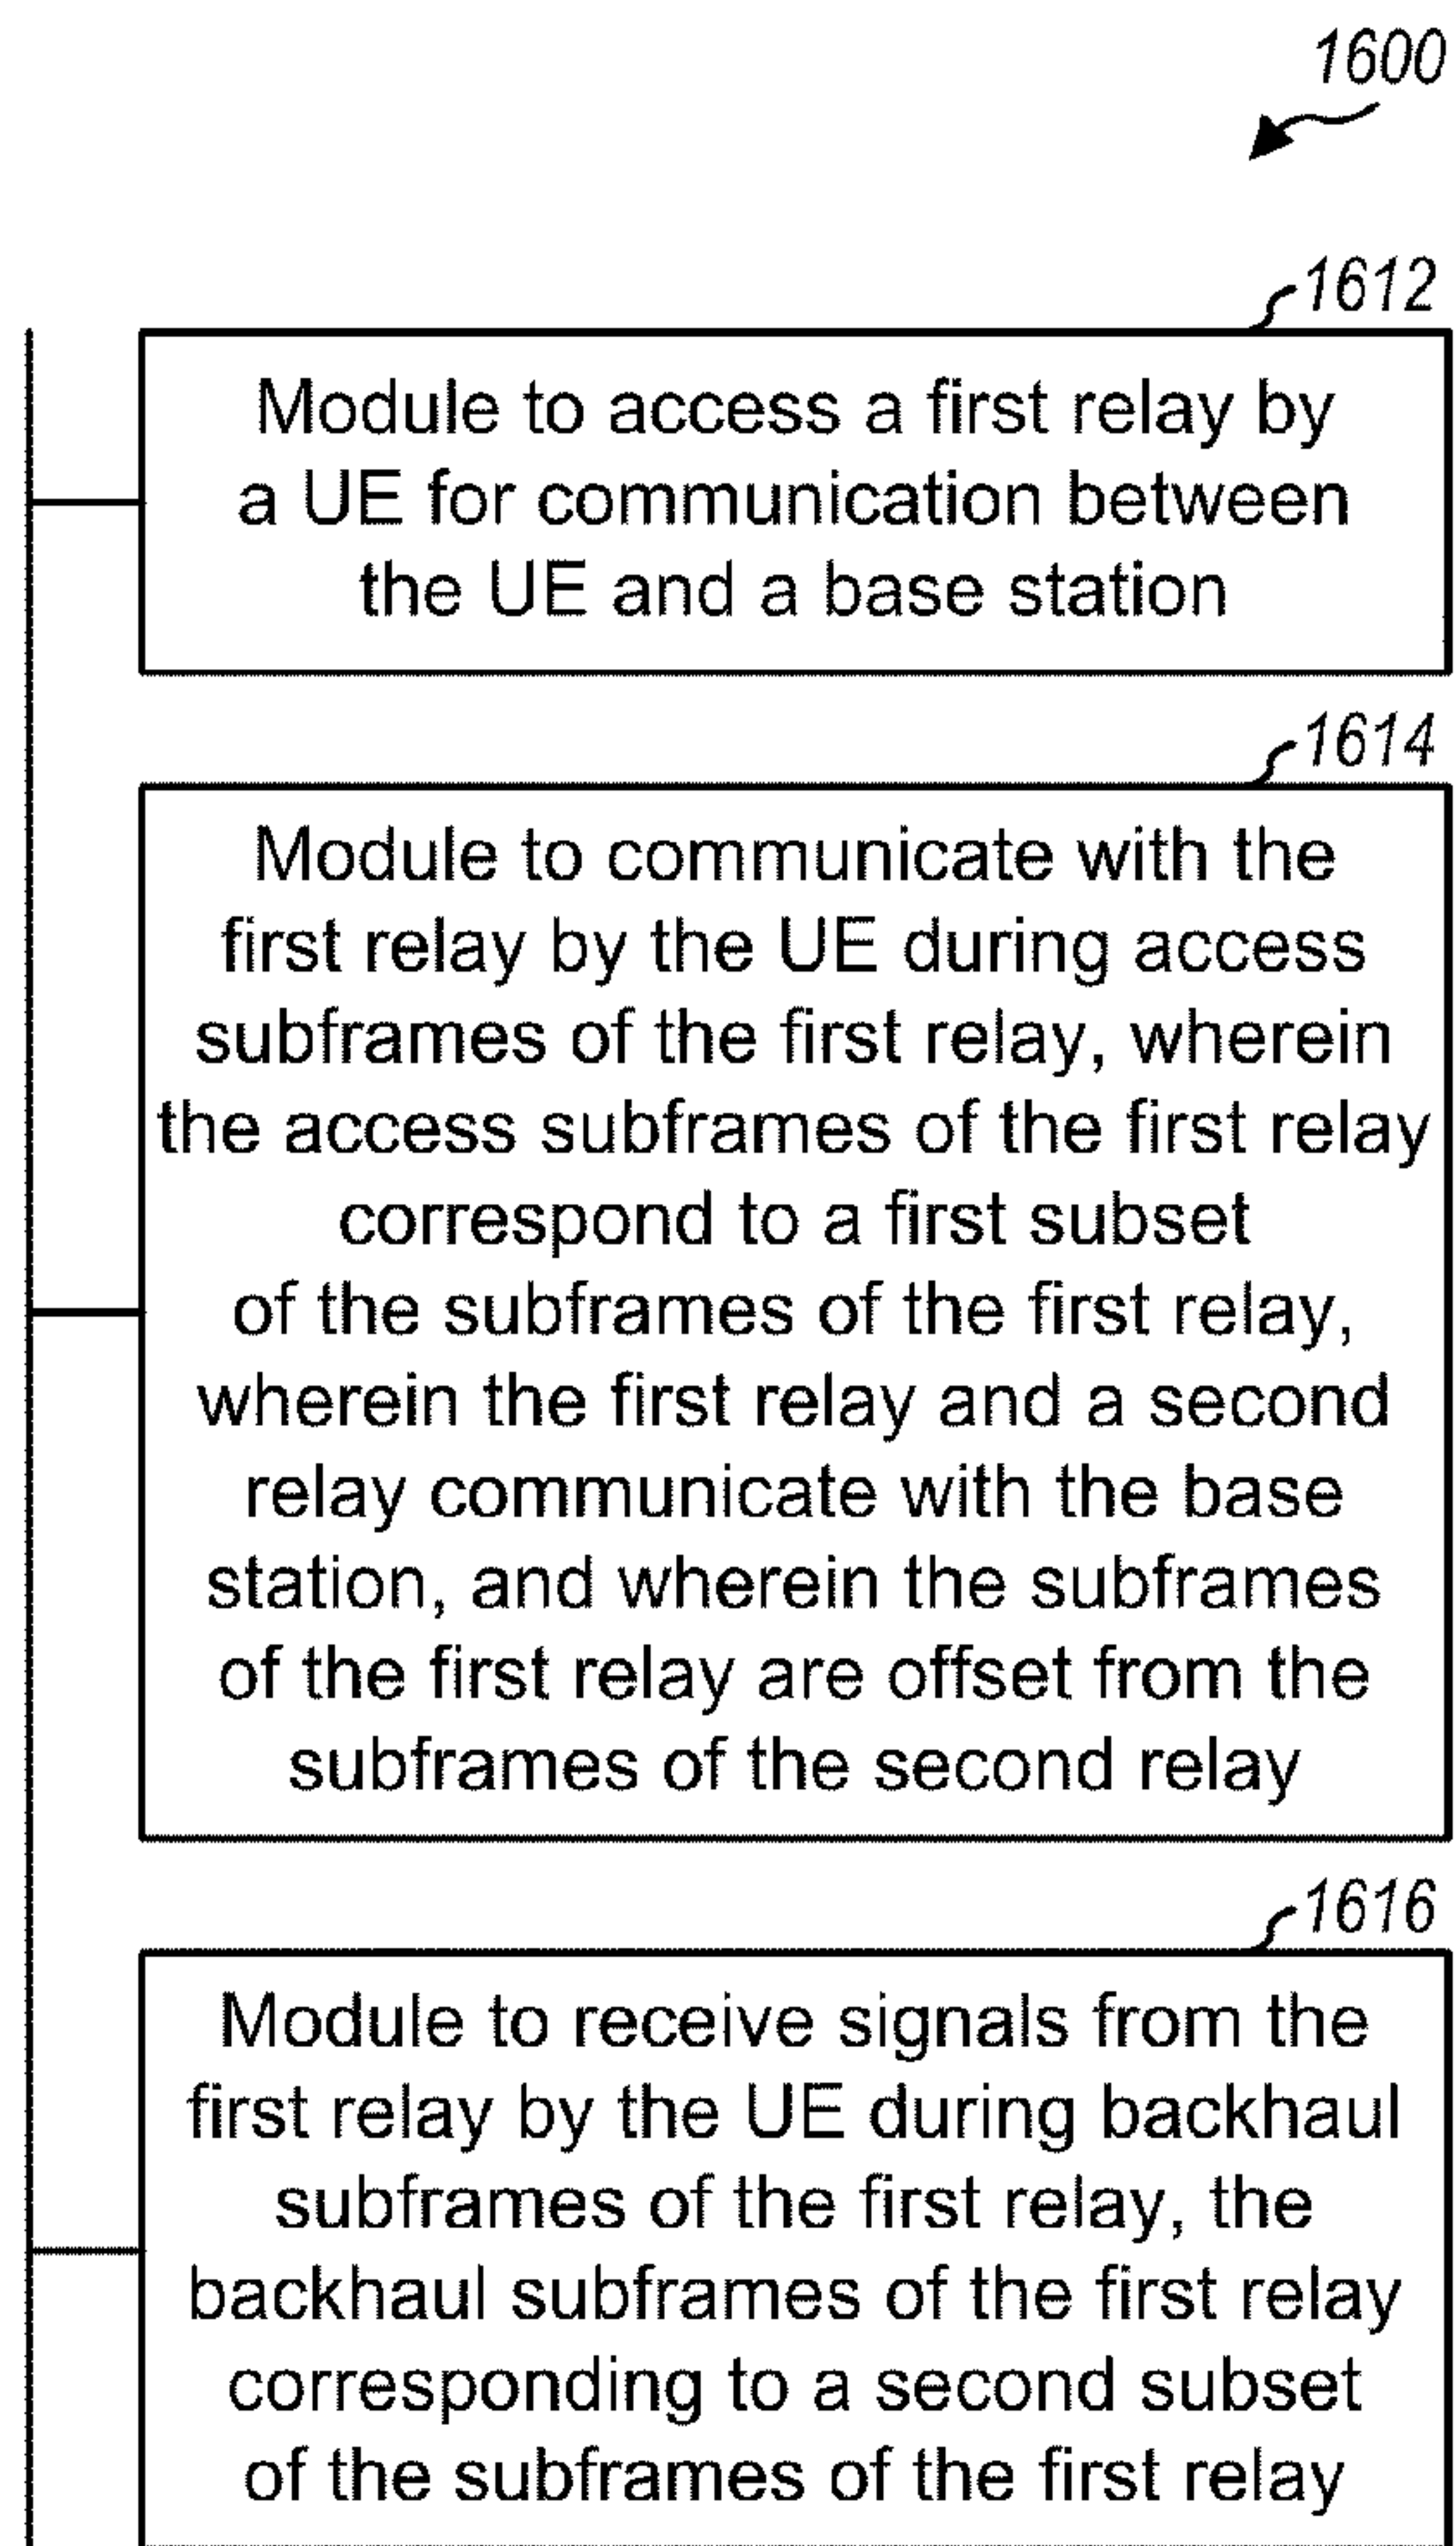 1600
1612
Module to access a first relay by
a UE for communication between
the UE and a base station
1614
Module to communicate with the
first relay by the UE during access
subframes of the first relay, wherein
the access subframes of the first relay
correspond to a first subset
of the subframes of the first relay,
wherein the first relay and a second
relay communicate with the base
station, and wherein the subframes
of the first relay are offset from the
subframes of the second relay
1616
Module to receive signals from the
first relay by the UE during backhaul
subframes of the first relay, the
backhaul subframes of the first relay
corresponding to a second subset
of the subframes of the first relay